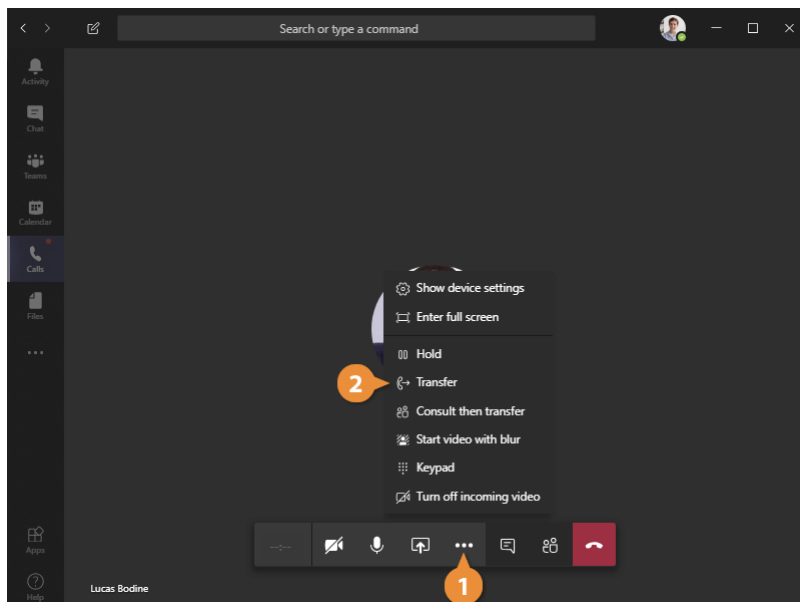 Search or type a command
Activity
Chat
Teams
Calendar
Calls
Files
Apps
Help
Show device settings
Enter full screen
Hold
2
Transfer
Consult then transfer
Start video with blur
Keypad
Turn off incoming video
--:--
1
Lucas Bodine